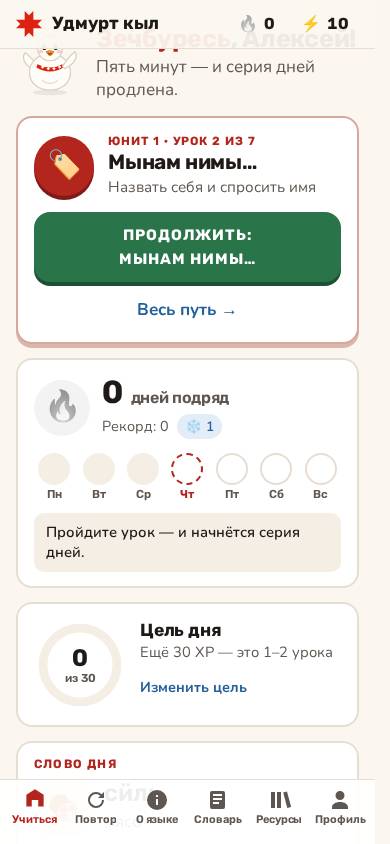 Удмурт кыл
0
10
Зечбуресь, Алексей!
Пять минут — и серия дней
продлена.
ЮНИТ 1 • УРОК 2 ИЗ 7
Мынам нимы…
Назвать себя и спросить имя
ПРОДОЛЖИТЬ:
МЫНАМ НИМЫ…
Весь путь →
0 дней подряд
Рекорд: 0
1
Пн Вт Ср Чт Пт Сб Вс
Пройдите урок — и начнётся серия
дней.
Цель дня
0
из 30
Ещё 30 XP — это 1–2 урока
Изменить цель
СЛОВО ДНЯ
Учиться Повтор О языке Словарь Ресурсы Профиль